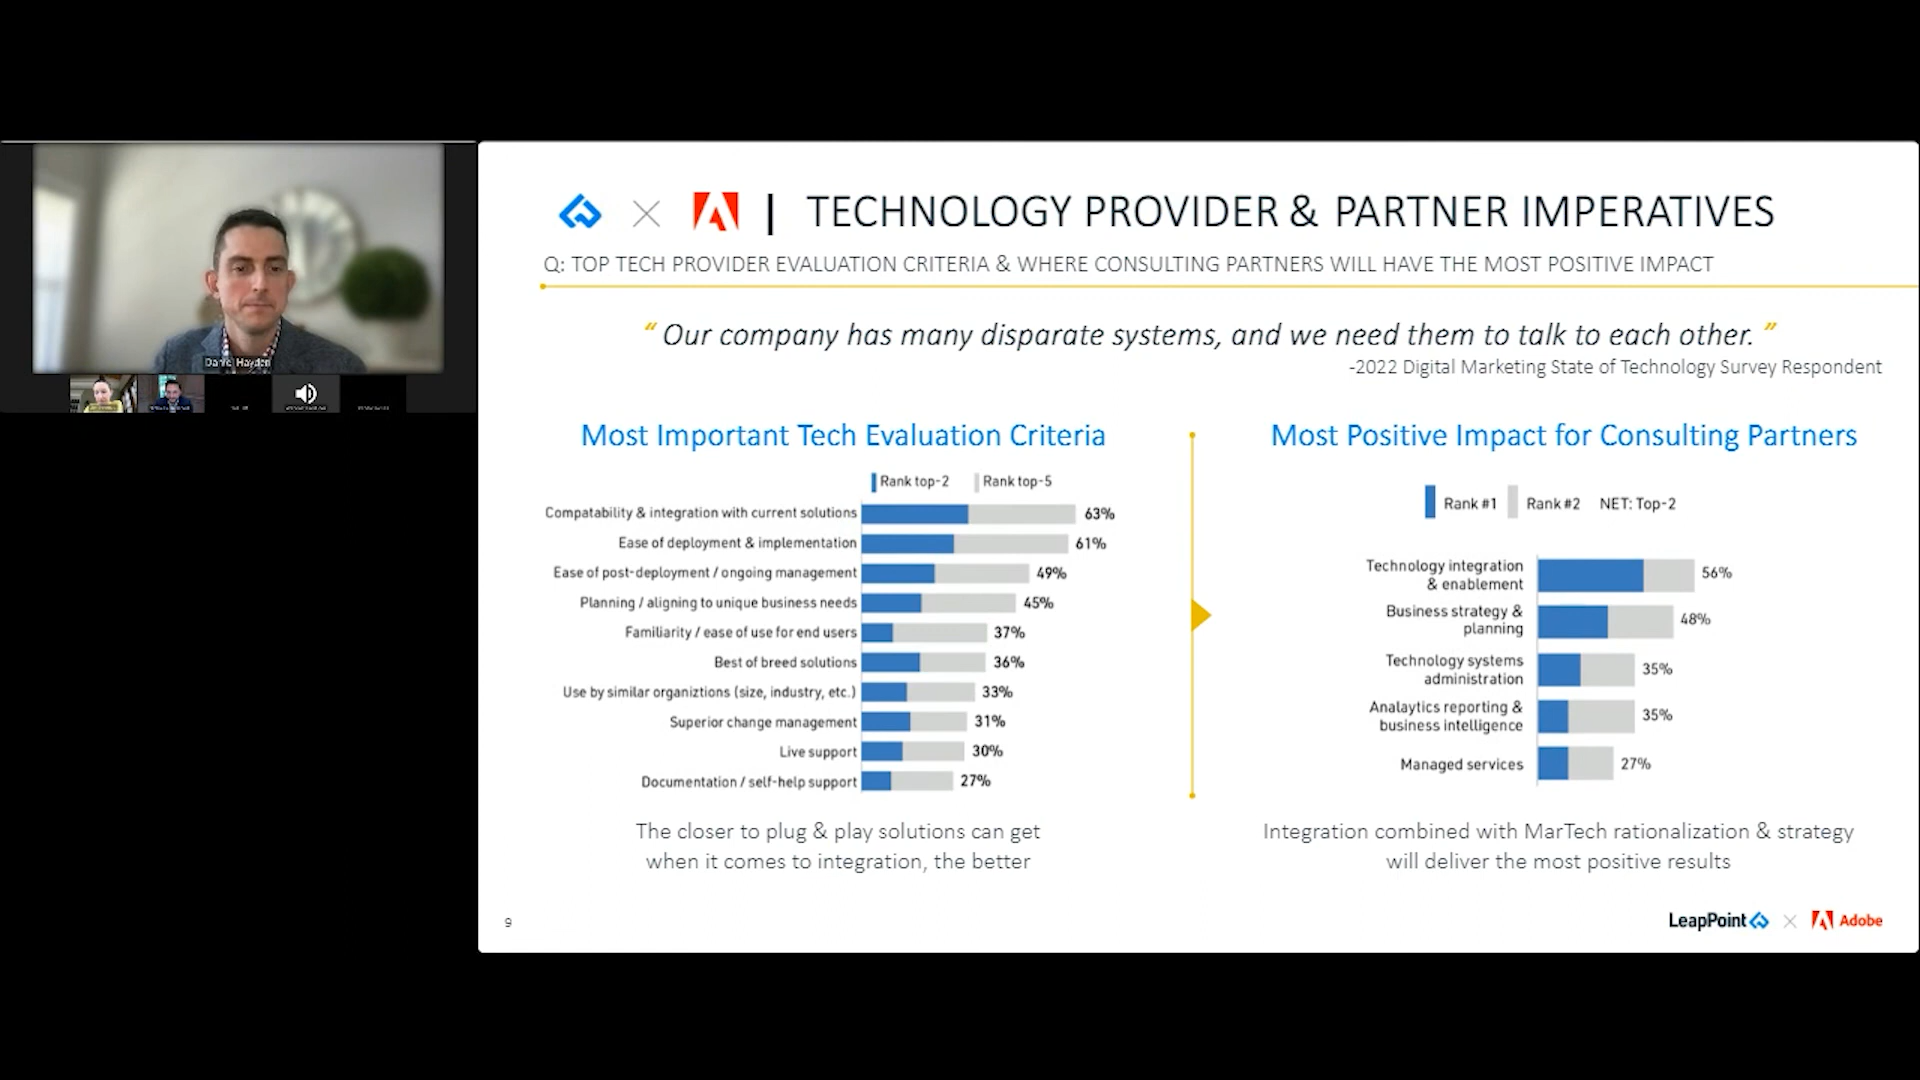 Daniel Hayden
| TECHNOLOGY PROVIDER & PARTNER IMPERATIVES
Q: TOP TECH PROVIDER EVALUATION CRITERIA & WHERE CONSULTING PARTNERS WILL HAVE THE MOST POSITIVE IMPACT
“ Our company has many disparate systems, and we need them to talk to each other. ”
-2022 Digital Marketing State of Technology Survey Respondent
Most Important Tech Evaluation Criteria
Rank top-2 Rank top-5
Compatability & integration with current solutions 63%
Ease of deployment & implementation 61%
Ease of post-deployment / ongoing management 49%
Planning / aligning to unique business needs 45%
Familiarity / ease of use for end users 37%
Best of breed solutions 36%
Use by similar organiztions (size, industry, etc.) 33%
Superior change management 31%
Live support 30%
Documentation / self-help support 27%
The closer to plug & play solutions can get
when it comes to integration, the better
Most Positive Impact for Consulting Partners
Rank #1 Rank #2 NET: Top-2
Technology integration
& enablement 56%
Business strategy &
planning 48%
Technology systems
administration 35%
Analaytics reporting &
business intelligence 35%
Managed services 27%
Integration combined with MarTech rationalization & strategy
will deliver the most positive results
9
LeapPoint × Adobe